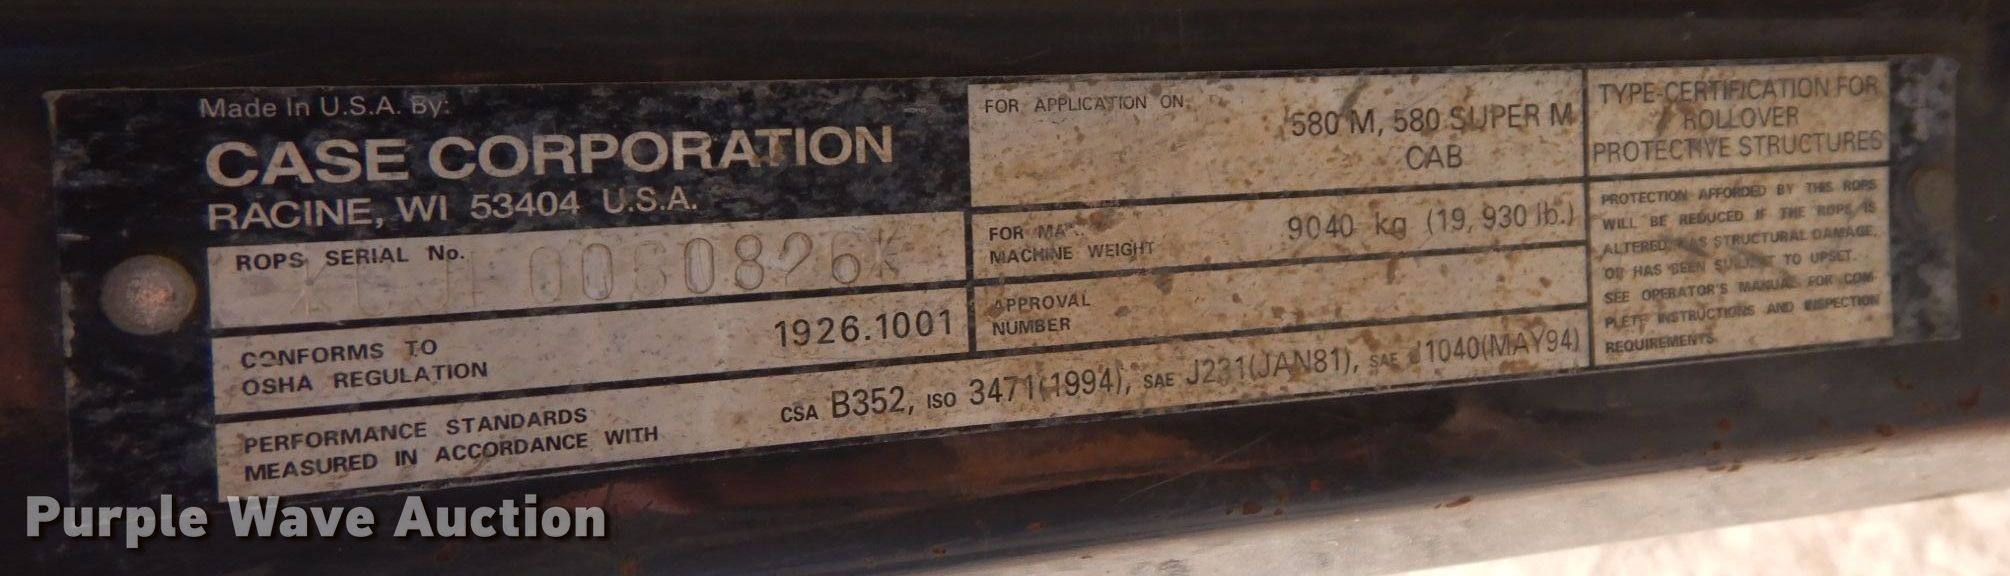 Made In U.S.A. By:
CASE CORPORATION
RACINE, WI 53404 U.S.A.
ROPS SERIAL No.
0060826*
CONFORMS TO
OSHA REGULATION
1926.1001
PERFORMANCE STANDARDS
MEASURED IN ACCORDANCE WITH
CSA B352, ISO 3471(1994), SAE J231(JAN81), SAE J1040(MAY94)
FOR APPLICATION ON:
580 M, 580 SUPER M
CAB
FOR MAX.
MACHINE WEIGHT
9040 kg (19,930 lb.)
APPROVAL
NUMBER
TYPE-CERTIFICATION FOR
ROLLOVER
PROTECTIVE STRUCTURES
PROTECTION AFFORDED BY THIS ROPS
WILL BE REDUCED IF THE ROPS IS
ALTERED, HAS STRUCTURAL DAMAGE,
OR HAS BEEN SUBJECT TO UPSET.
SEE OPERATOR'S MANUAL FOR COM-
PLETE INSTRUCTIONS AND INSPECTION
REQUIREMENTS.
Purple Wave Auction